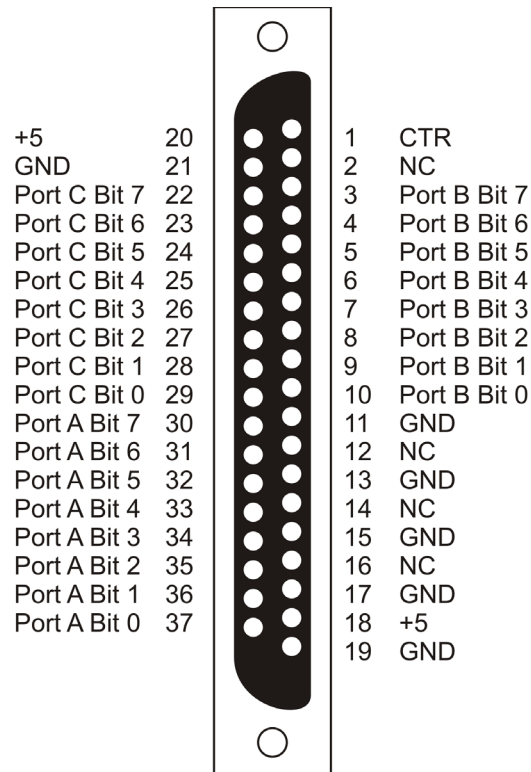 +5 20
GND 21
Port C Bit 7 22
Port C Bit 6 23
Port C Bit 5 24
Port C Bit 4 25
Port C Bit 3 26
Port C Bit 2 27
Port C Bit 1 28
Port C Bit 0 29
Port A Bit 7 30
Port A Bit 6 31
Port A Bit 5 32
Port A Bit 4 33
Port A Bit 3 34
Port A Bit 2 35
Port A Bit 1 36
Port A Bit 0 37
1 CTR
2 NC
3 Port B Bit 7
4 Port B Bit 6
5 Port B Bit 5
6 Port B Bit 4
7 Port B Bit 3
8 Port B Bit 2
9 Port B Bit 1
10 Port B Bit 0
11 GND
12 NC
13 GND
14 NC
15 GND
16 NC
17 GND
18 +5
19 GND